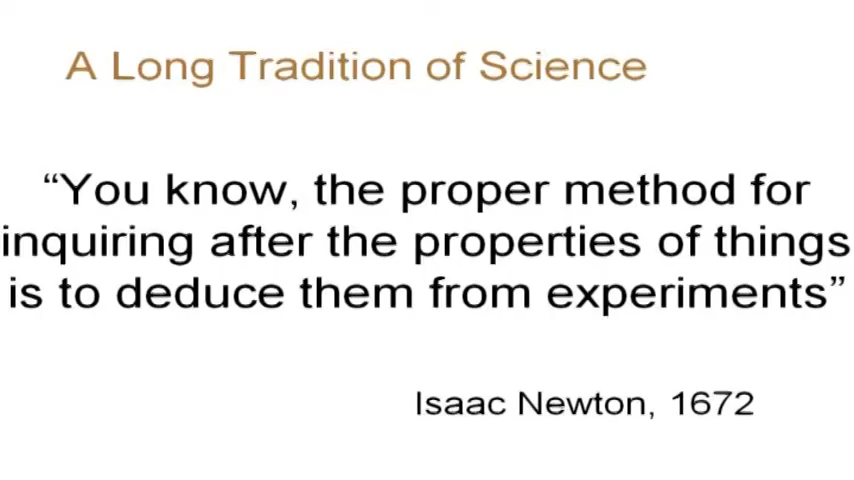 A Long Tradition of Science
“You know, the proper method for
inquiring after the properties of things
is to deduce them from experiments”
Isaac Newton, 1672